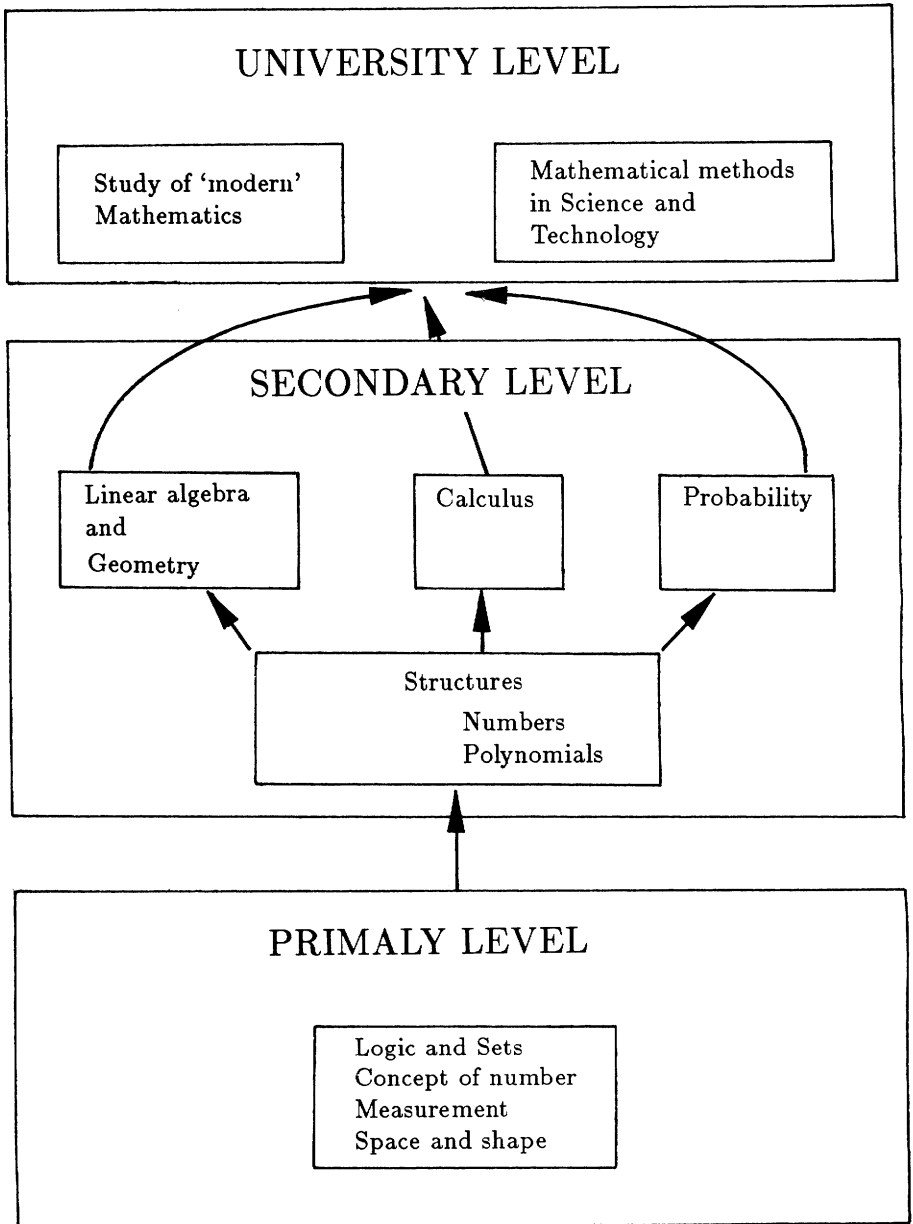 UNIVERSITY LEVEL
Study of ‘modern’
Mathematics
Mathematical methods
in Science and
Technology
SECONDARY LEVEL
Linear algebra
and
Geometry
Calculus
Probability
Structures
Numbers
Polynomials
PRIMALY LEVEL
Logic and Sets
Concept of number
Measurement
Space and shape